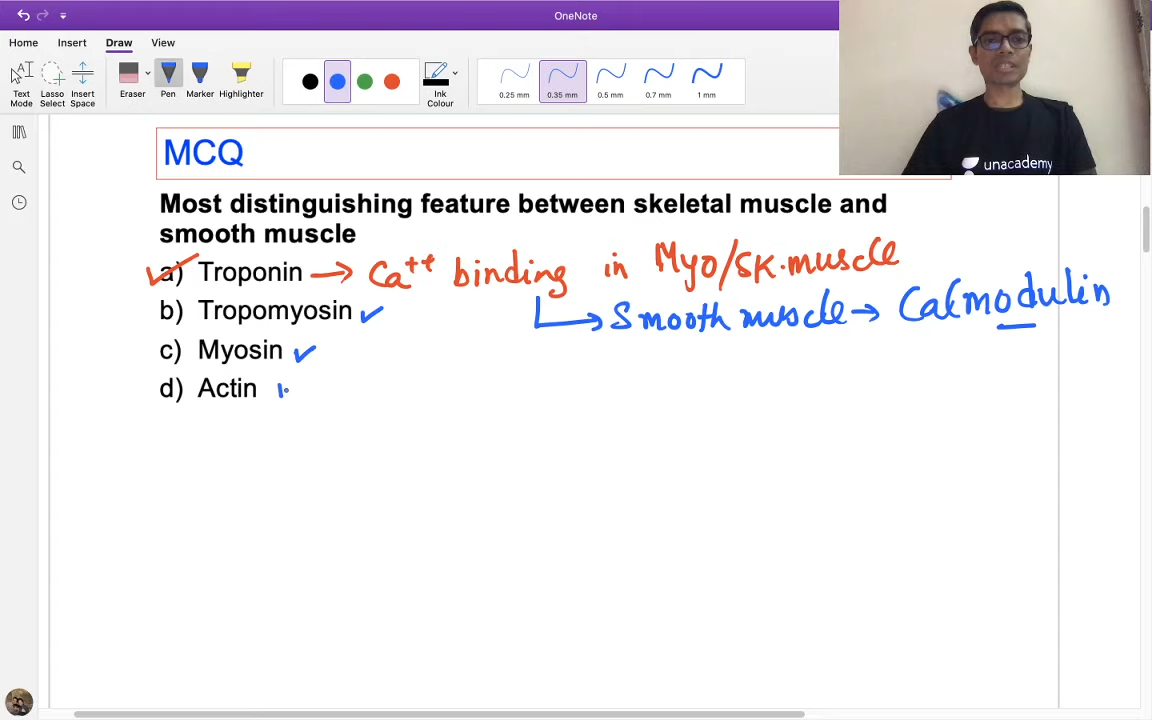 OneNote
Home Insert Draw View
Text Mode
Lasso Select
Insert Space
Eraser
Pen
Marker
Highlighter
Ink Colour
0.25 mm
0.35 mm
0.5 mm
0.7 mm
1 mm
unacademy
MCQ
Most distinguishing feature between skeletal muscle and
smooth muscle
a) Troponin → Ca++ binding in Myo/SK.muscle
b) Tropomyosin ✓ ↳ Smooth muscle → Calmodulin
c) Myosin ✓
d) Actin